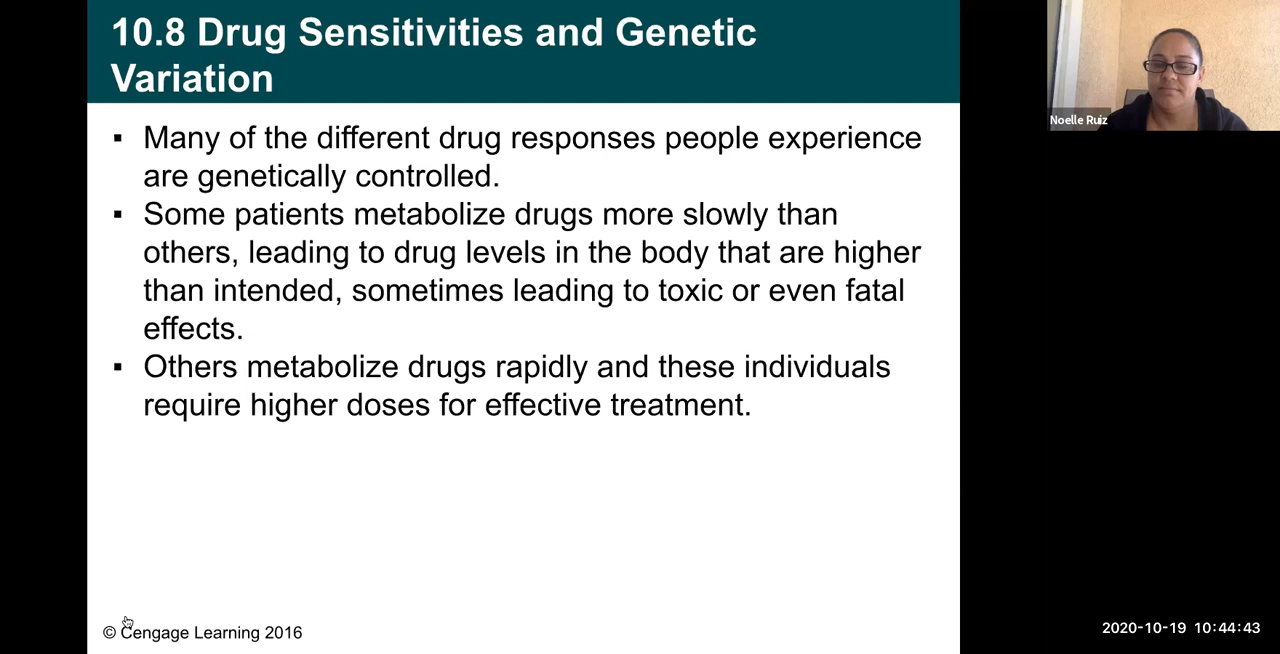 10.8 Drug Sensitivities and Genetic
Variation
▪ Many of the different drug responses people experience
are genetically controlled.
▪ Some patients metabolize drugs more slowly than
others, leading to drug levels in the body that are higher
than intended, sometimes leading to toxic or even fatal
effects.
▪ Others metabolize drugs rapidly and these individuals
require higher doses for effective treatment.
© Cengage Learning 2016
Noelle Ruiz
2020-10-19 10:44:43